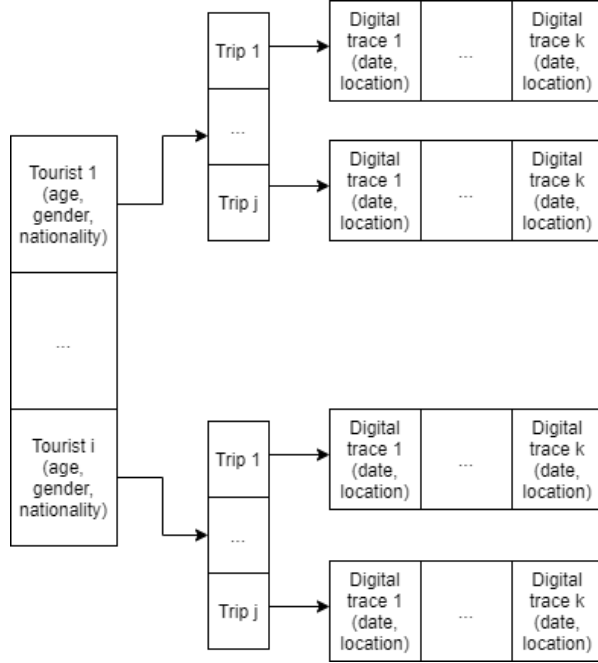 Tourist 1
(age,
gender,
nationality)
...
Tourist i
(age,
gender,
nationality)
Trip 1
...
Trip j
Digital
trace 1
(date,
location)
...
Digital
trace k
(date,
location)
Digital
trace 1
(date,
location)
...
Digital
trace k
(date,
location)
Trip 1
...
Trip j
Digital
trace 1
(date,
location)
...
Digital
trace k
(date,
location)
Digital
trace 1
(date,
location)
...
Digital
trace k
(date,
location)